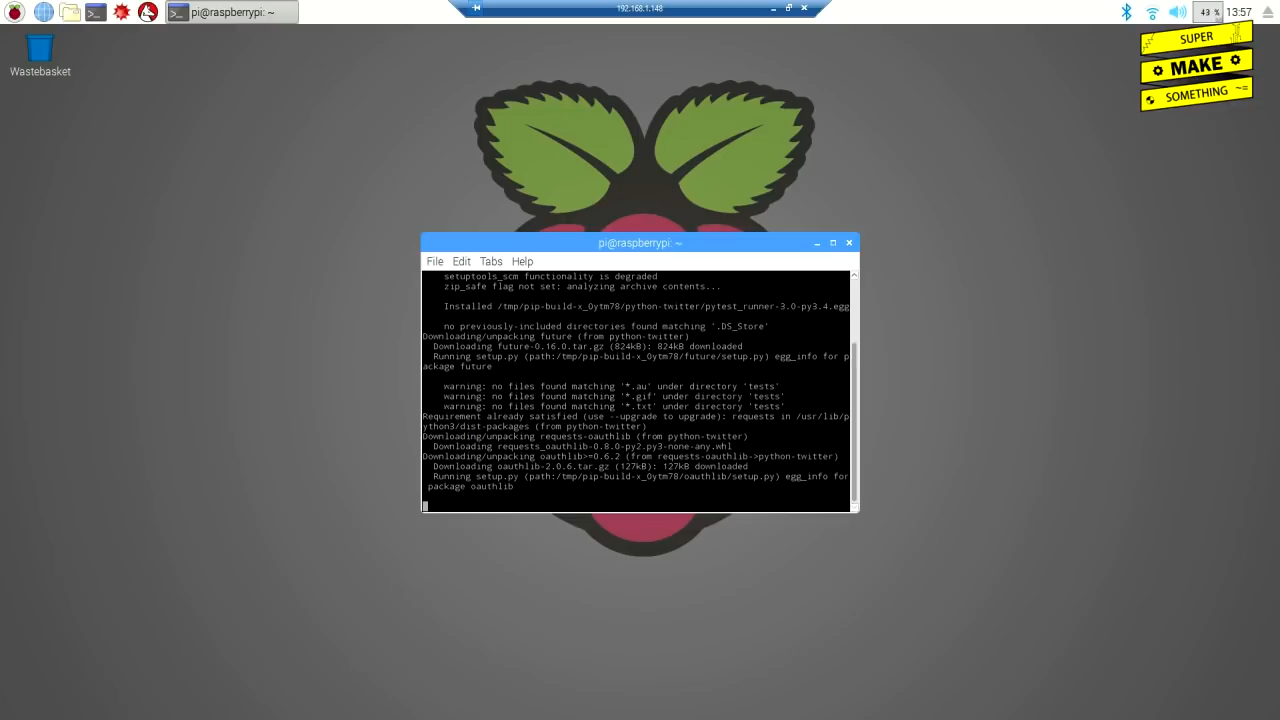 pi@raspberrypi: ~
192.168.1.148
43 %
13:57
Wastebasket
SUPER
MAKE
SOMETHING ~=
pi@raspberrypi: ~
File Edit Tabs Help
setuptools_scm functionality is degraded
zip_safe flag not set: analyzing archive contents...
Installed /tmp/pip-build-x_0ytm78/python-twitter/pytest_runner-3.0-py3.4.egg
no previously-included directories found matching '.DS_Store'
Downloading/unpacking future (from python-twitter)
Downloading future-0.16.0.tar.gz (824kB): 824kB downloaded
Running setup.py (path:/tmp/pip-build-x_0ytm78/future/setup.py) egg_info for p
ackage future
warning: no files found matching '*.au' under directory 'tests'
warning: no files found matching '*.gif' under directory 'tests'
warning: no files found matching '*.txt' under directory 'tests'
Requirement already satisfied (use --upgrade to upgrade): requests in /usr/lib/p
ython3/dist-packages (from python-twitter)
Downloading/unpacking requests-oauthlib (from python-twitter)
Downloading requests_oauthlib-0.8.0-py2.py3-none-any.whl
Downloading/unpacking oauthlib>=0.6.2 (from requests-oauthlib->python-twitter)
Downloading oauthlib-2.0.6.tar.gz (127kB): 127kB downloaded
Running setup.py (path:/tmp/pip-build-x_0ytm78/oauthlib/setup.py) egg_info for
package oauthlib